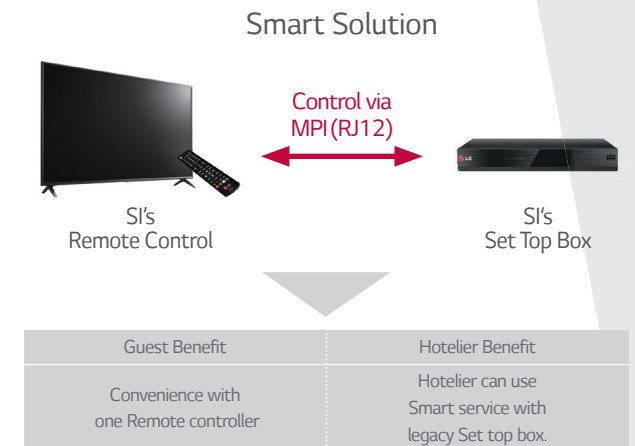 Smart Solution
Control via
MPI(RJ12)
LG
SI's
Remote Control
SI's
Set Top Box
Guest Benefit
Hotelier Benefit
Convenience with
one Remote controller
Hotelier can use
Smart service with
legacy Set top box.